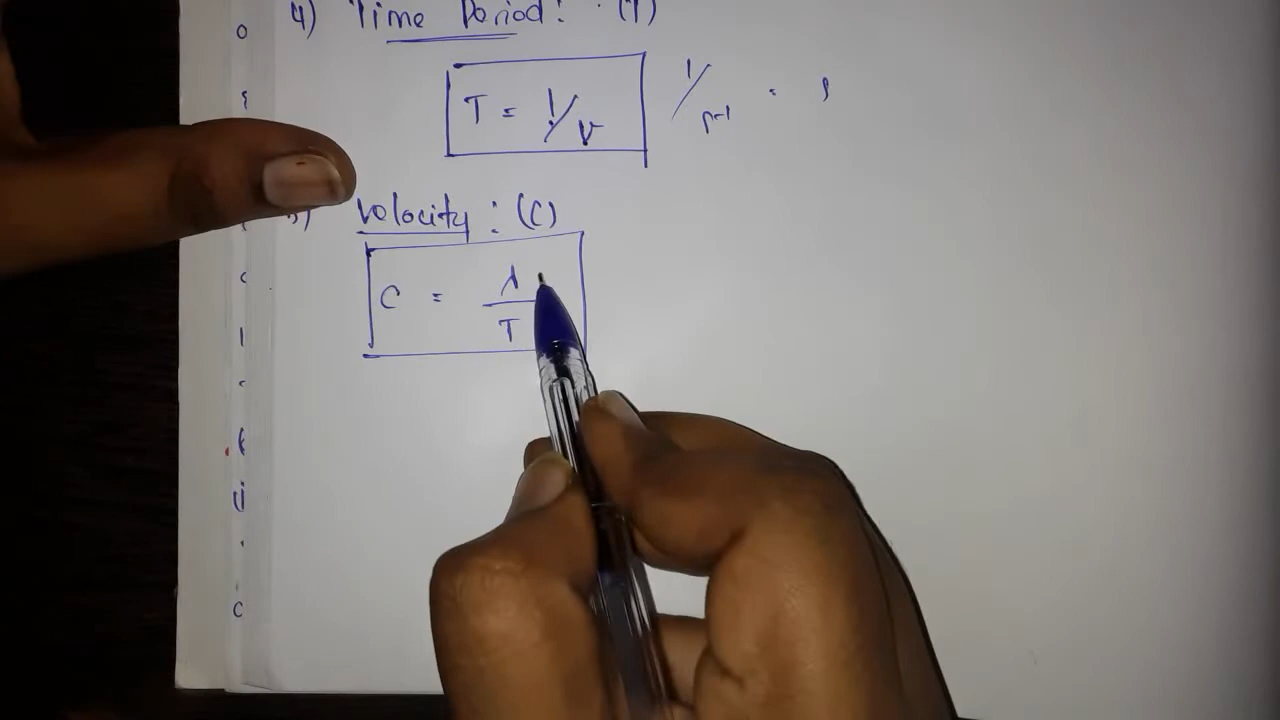 4) Time Period: (T)
T = 1/ν
velocity : (C)
C = λ
T